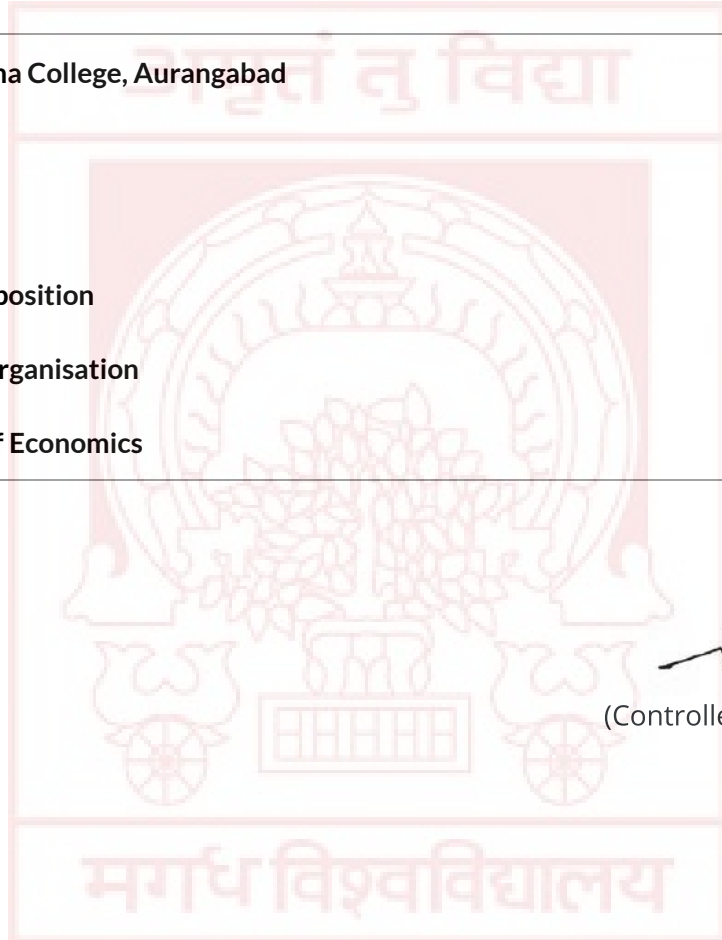 अमृतं तु विद्या
na College, Aurangabad
position
rganisation
f Economics
(Controlle
मगध विश्वविद्यालय